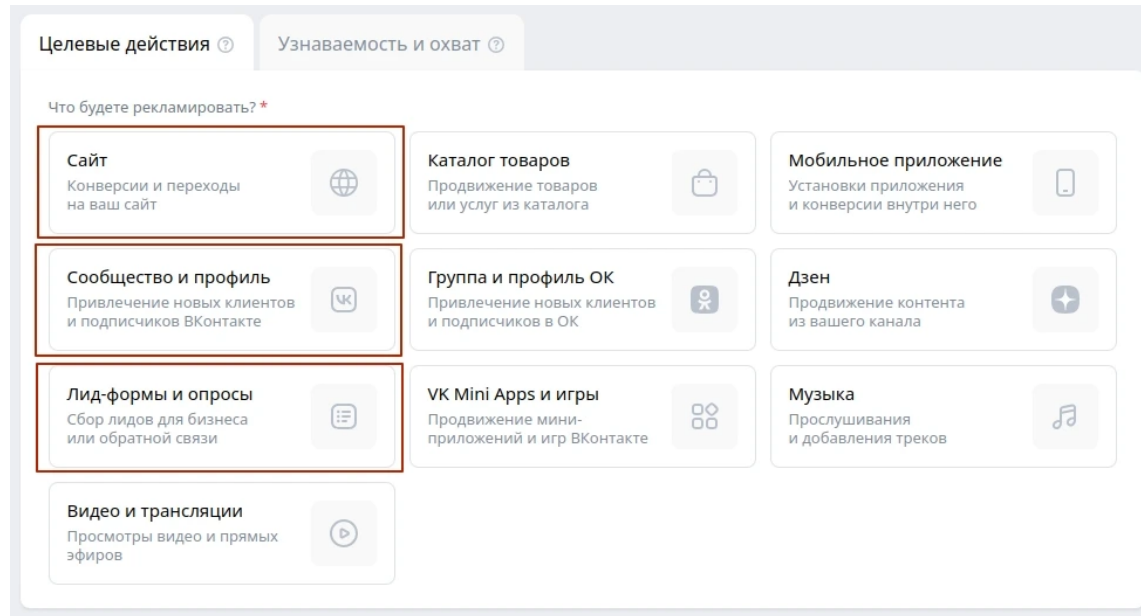 Целевые действия ? Узнаваемость и охват ?
Что будете рекламировать? *
Сайт
Конверсии и переходы
на ваш сайт
Каталог товаров
Продвижение товаров
или услуг из каталога
Мобильное приложение
Установки приложения
и конверсии внутри него
Сообщество и профиль
Привлечение новых клиентов
и подписчиков ВКонтакте
Группа и профиль ОК
Привлечение новых клиентов
и подписчиков в ОК
Дзен
Продвижение контента
из вашего канала
Лид-формы и опросы
Сбор лидов для бизнеса
или обратной связи
VK Mini Apps и игры
Продвижение мини-
приложений и игр ВКонтакте
Музыка
Прослушивания
и добавления треков
Видео и трансляции
Просмотры видео и прямых
эфиров